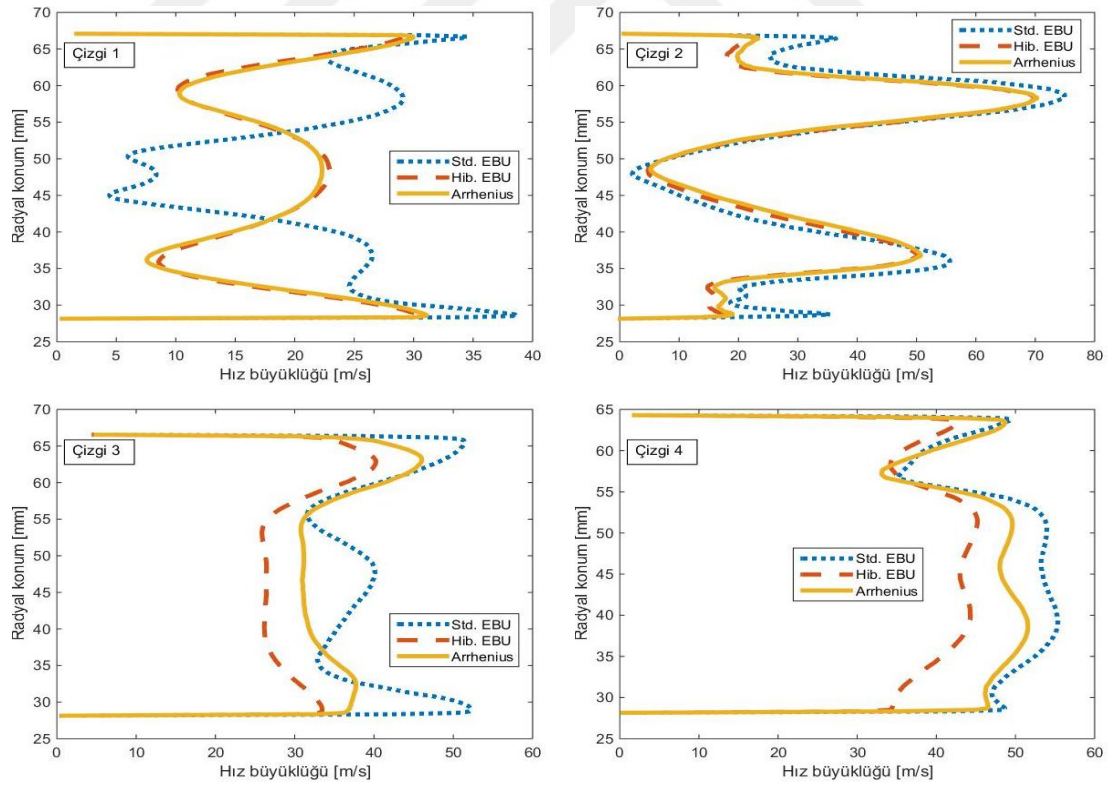 70
65
60
55
50
45
40
35
30
25
Radyal konum [mm]
Çizgi 1
Std. EBU
Hib. EBU
Arrhenius
0 5 10 15 20 25 30 35 40
Hız büyüklüğü [m/s]
70
65
60
55
50
45
40
35
30
25
Radyal konum [mm]
Çizgi 2
Std. EBU
Hib. EBU
Arrhenius
0 10 20 30 40 50 60 70 80
Hız büyüklüğü [m/s]
70
65
60
55
50
45
40
35
30
25
Radyal konum [mm]
Çizgi 3
Std. EBU
Hib. EBU
Arrhenius
0 10 20 30 40 50 60
Hız büyüklüğü [m/s]
65
60
55
50
45
40
35
30
25
Radyal konum [mm]
Çizgi 4
Std. EBU
Hib. EBU
Arrhenius
0 10 20 30 40 50 60
Hız büyüklüğü [m/s]